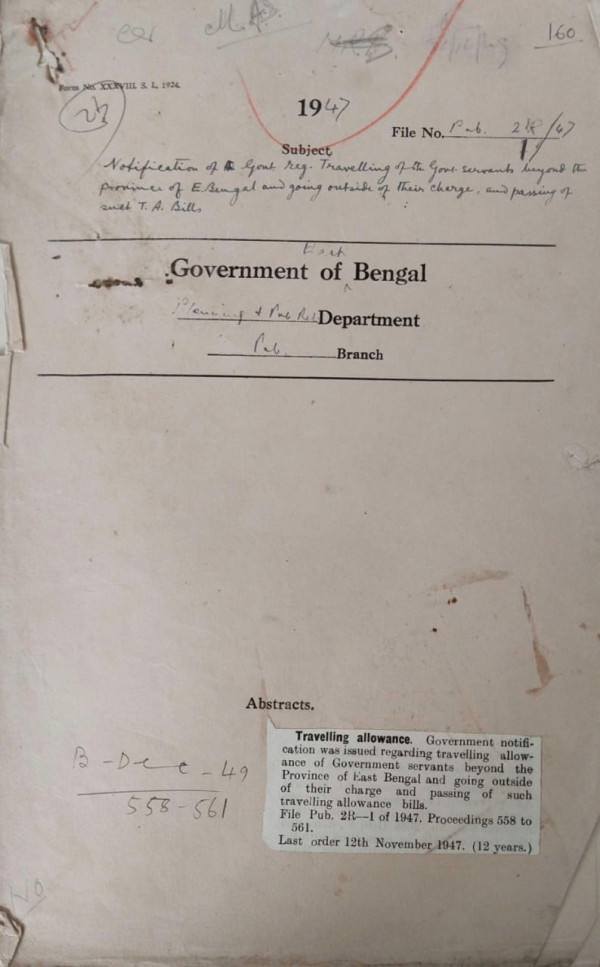 160
Form No. XXXVIII. S. I., 1924.
23
1947
File No. Pub. 2R/47
1
Subject
Notification of Govt reg. Travelling of the Govt servants beyond the
province of E. Bengal and going outside of their charge, and passing of
such T. A. Bills
East
Government of Bengal
Planning & Pub Rel Department
Pub. Branch
Abstracts.
B - Dec - 49
558-561
Travelling allowance. Government notifi-
cation was issued regarding travelling allow-
ance of Government servants beyond the
Province of East Bengal and going outside
of their charge and passing of such
travelling allowance bills.
File Pub. 2R—1 of 1947. Proceedings 558 to
561.
Last order 12th November 1947. (12 years.)